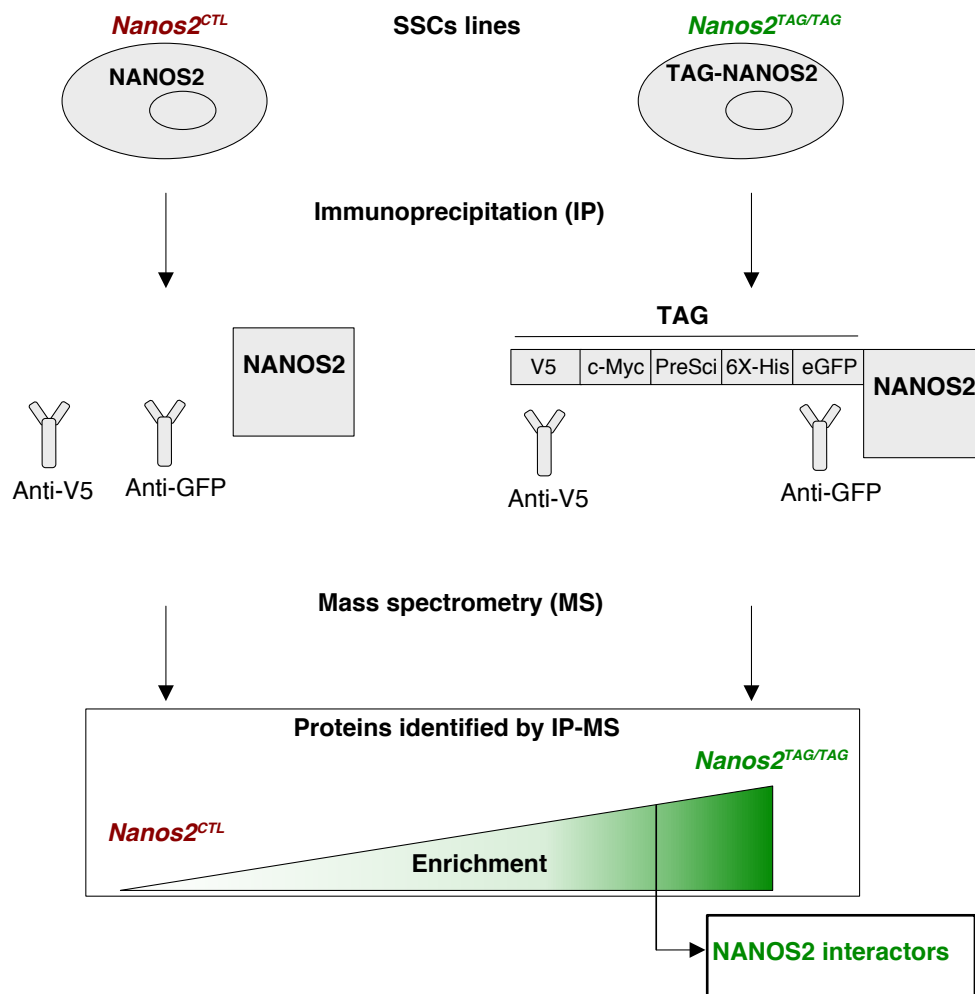 Nanos2CTL SSCs lines Nanos2TAG/TAG
NANOS2 TAG-NANOS2
Immunoprecipitation (IP)
TAG
NANOS2 V5 c-Myc PreSci 6X-His eGFP NANOS2
Anti-V5 Anti-GFP Anti-V5 Anti-GFP
Mass spectrometry (MS)
Proteins identified by IP-MS
Nanos2TAG/TAG
Nanos2CTL
Enrichment
NANOS2 interactors